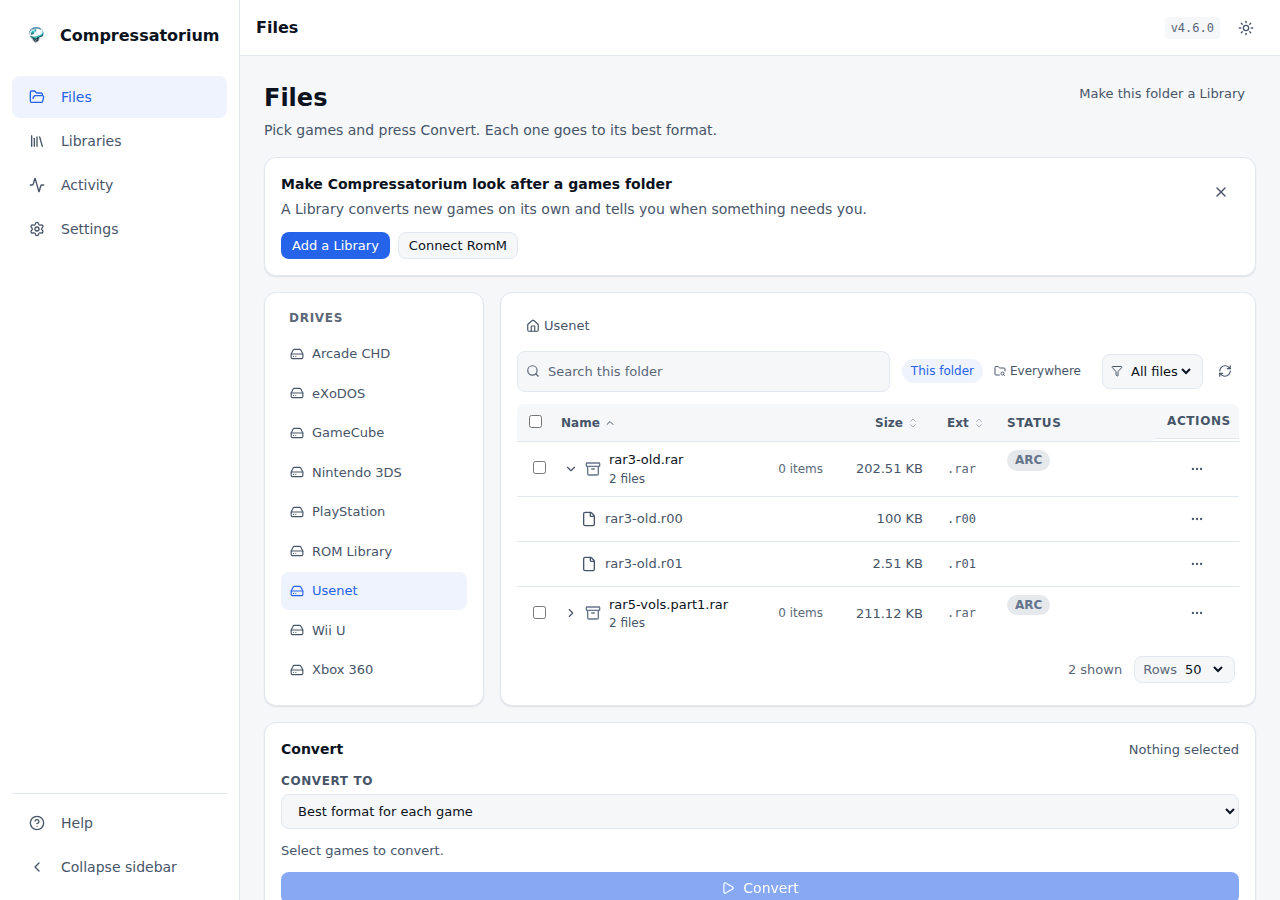 Compressatorium
Files
Libraries
Activity
Settings
Help
Collapse sidebar
Files
v4.6.0
Files
Make this folder a Library
Pick games and press Convert. Each one goes to its best format.
Make Compressatorium look after a games folder
A Library converts new games on its own and tells you when something needs you.
Add a Library
Connect RomM
DRIVES
Arcade CHD
eXoDOS
GameCube
Nintendo 3DS
PlayStation
ROM Library
Usenet
Wii U
Xbox 360
Usenet
Search this folder
This folder
Everywhere
All files
Name
Size
Ext
STATUS
ACTIONS
rar3-old.rar
2 files
0 items
202.51 KB
.rar
ARC
rar3-old.r00
100 KB
.r00
rar3-old.r01
2.51 KB
.r01
rar5-vols.part1.rar
2 files
0 items
211.12 KB
.rar
ARC
2 shown
Rows 50
Convert
Nothing selected
CONVERT TO
Best format for each game
Select games to convert.
Convert